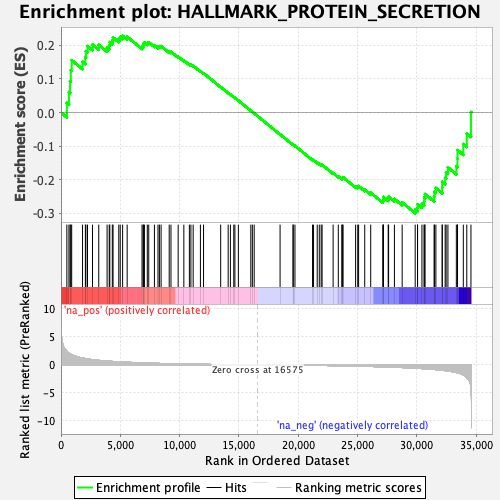 Enrichment plot: HALLMARK_PROTEIN_SECRETION
Enrichment score (ES)
0.2
0.1
0.0
-0.1
-0.2
-0.3
Ranked list metric (PreRanked)
10
5
0
-5
-10
'na_pos' (positively correlated)
Zero cross at 16575
'na_neg' (negatively correlated)
0
5,000
10,000
15,000
20,000
25,000
30,000
35,000
Rank in Ordered Dataset
Enrichment profile
Hits
Ranking metric scores